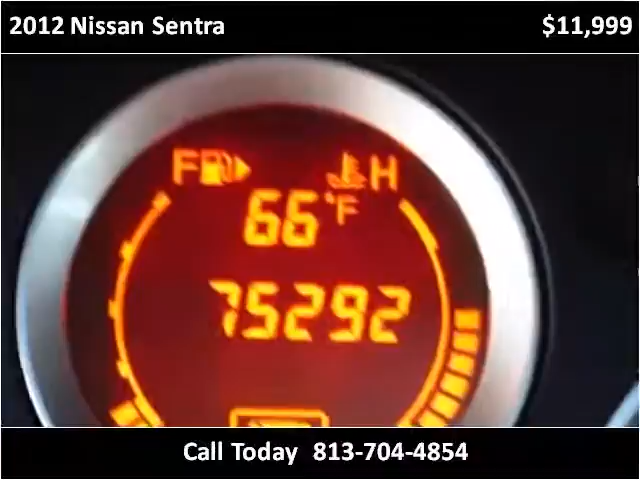 2012 Nissan Sentra $11,999
F H
66°F
75292
Call Today 813-704-4854